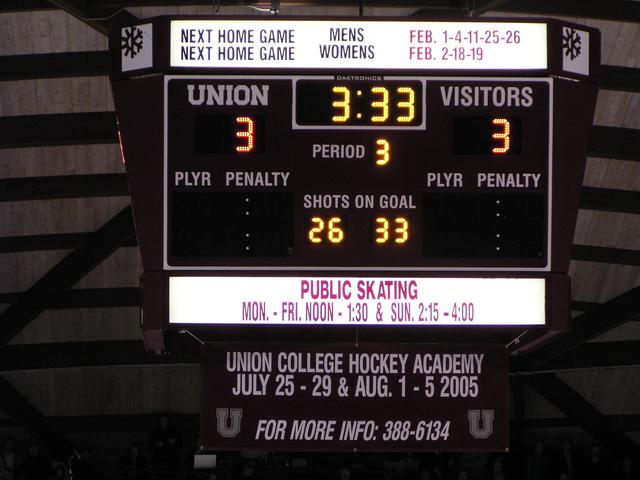 NEXT HOME GAME MENS FEB. 1-4-11-25-26
NEXT HOME GAME WOMENS FEB. 2-18-19
DAKTRONICS
UNION 3:33 VISITORS
3 PERIOD 3 3
PLYR PENALTY PLYR PENALTY
SHOTS ON GOAL
26 33
PUBLIC SKATING
MON. - FRI. NOON - 1:30 & SUN. 2:15 - 4:00
UNION COLLEGE HOCKEY ACADEMY
JULY 25 - 29 & AUG. 1 - 5 2005
U FOR MORE INFO: 388-6134 U